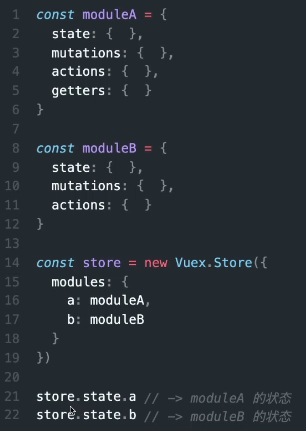 1 const moduleA = {
2 state: { },
3 mutations: { },
4 actions: { },
5 getters: { }
6 }
7
8 const moduleB = {
9 state: { },
10 mutations: { },
11 actions: { }
12 }
13
14 const store = new Vuex.Store({
15 modules: {
16 a: moduleA,
17 b: moduleB
18 }
19 })
20
21 store.state.a // -> moduleA 的状态
22 store.state.b // -> moduleB 的状态